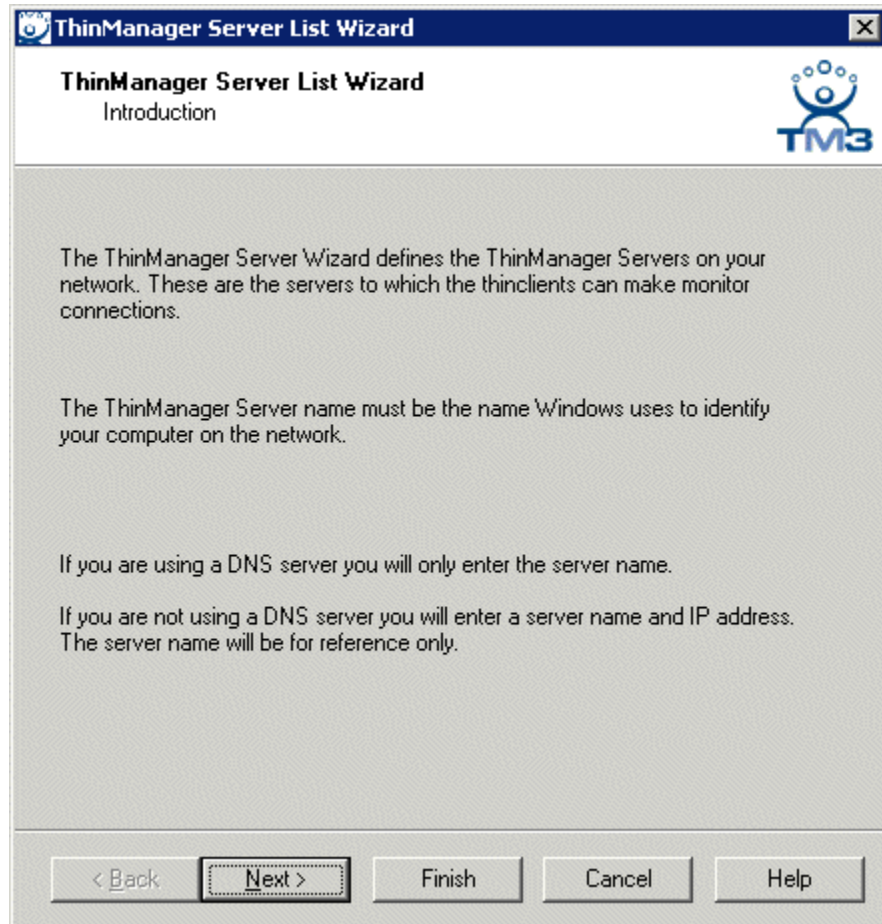 ThinManager Server List Wizard
ThinManager Server List Wizard
Introduction
TM3
The ThinManager Server Wizard defines the ThinManager Servers on your
network. These are the servers to which the thinclients can make monitor
connections.
The ThinManager Server name must be the name Windows uses to identify
your computer on the network.
If you are using a DNS server you will only enter the server name.
If you are not using a DNS server you will enter a server name and IP address.
The server name will be for reference only.
< Back Next > Finish Cancel Help